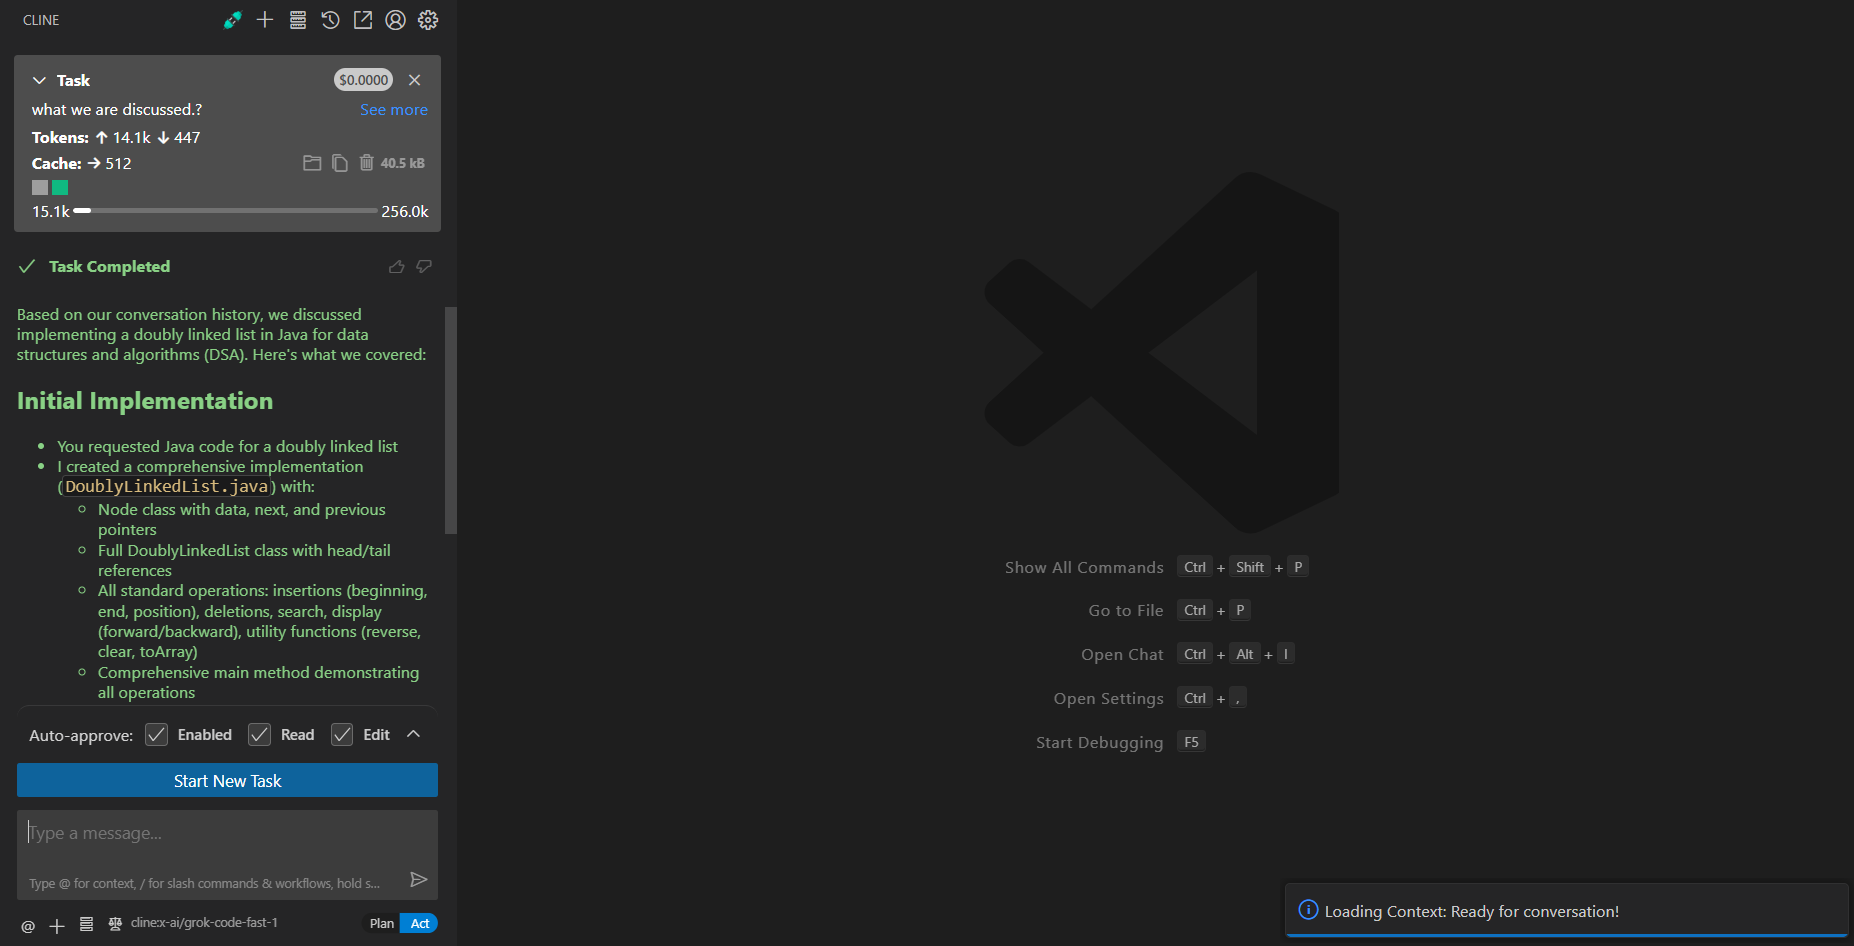 CLINE
Task
$0.0000
what we are discussed.?
See more
Tokens: ↑ 14.1k ↓ 447
Cache: → 512
40.5 kB
15.1k
256.0k
Task Completed
Based on our conversation history, we discussed
implementing a doubly linked list in Java for data
structures and algorithms (DSA). Here's what we covered:
Initial Implementation
• You requested Java code for a doubly linked list
• I created a comprehensive implementation
(DoublyLinkedList.java) with:
○ Node class with data, next, and previous
pointers
○ Full DoublyLinkedList class with head/tail
references
○ All standard operations: insertions (beginning,
end, position), deletions, search, display
(forward/backward), utility functions (reverse,
clear, toArray)
○ Comprehensive main method demonstrating
all operations
Auto-approve: Enabled Read Edit
Start New Task
Type a message...
Type @ for context, / for slash commands & workflows, hold s...
@ + cline:x-ai/grok-code-fast-1
Plan Act
Show All Commands Ctrl + Shift + P
Go to File Ctrl + P
Open Chat Ctrl + Alt + I
Open Settings Ctrl + ,
Start Debugging F5
Loading Context: Ready for conversation!